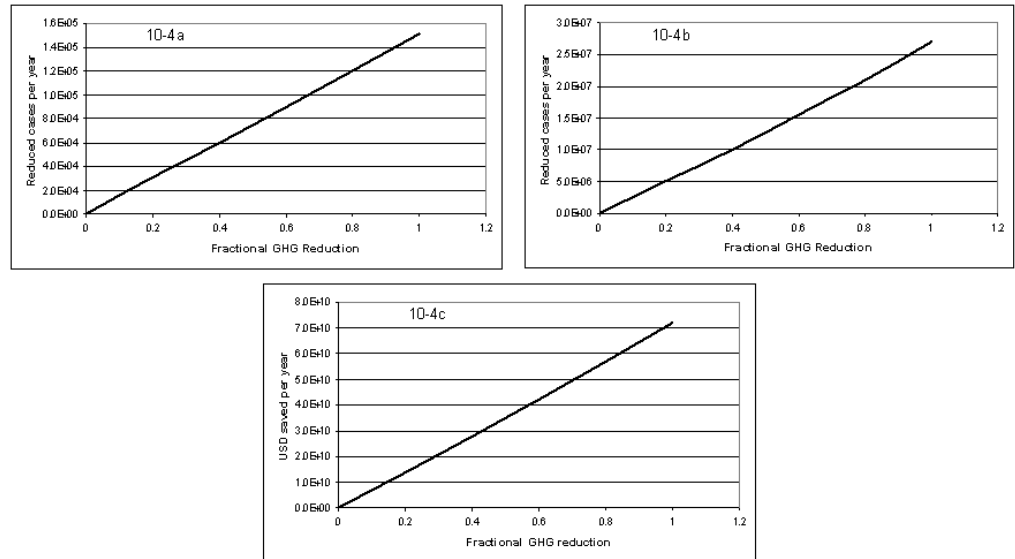 10-4a
Reduced cases per year
1.6E+05
1.4E+05
1.2E+05
1.0E+05
8.0E+04
6.0E+04
4.0E+04
2.0E+04
0.0E+00
0 0.2 0.4 0.6 0.8 1 1.2
Fractional GHG Reduction
10-4b
Reduced cases per year
3.0E+07
2.5E+07
2.0E+07
1.5E+07
1.0E+07
5.0E+06
0.0E+00
0 0.2 0.4 0.6 0.8 1 1.2
Fractional GHG Reduction
10-4c
USD saved per year
8.0E+10
7.0E+10
6.0E+10
5.0E+10
4.0E+10
3.0E+10
2.0E+10
1.0E+10
0.0E+00
0 0.2 0.4 0.6 0.8 1 1.2
Fractional GHG reduction